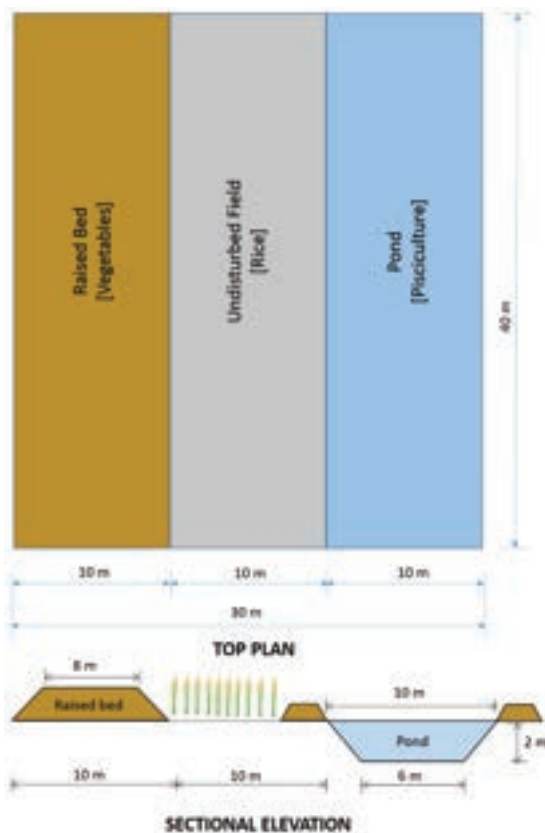 Raised Bed
[Vegetables]
Undisturbed Field
[Rice]
Pond
[Pisciculture]
40 m
10 m
10 m
10 m
30 m
TOP PLAN
8 m
Raised bed
10 m
Pond
2 m
10 m
10 m
6 m
SECTIONAL ELEVATION